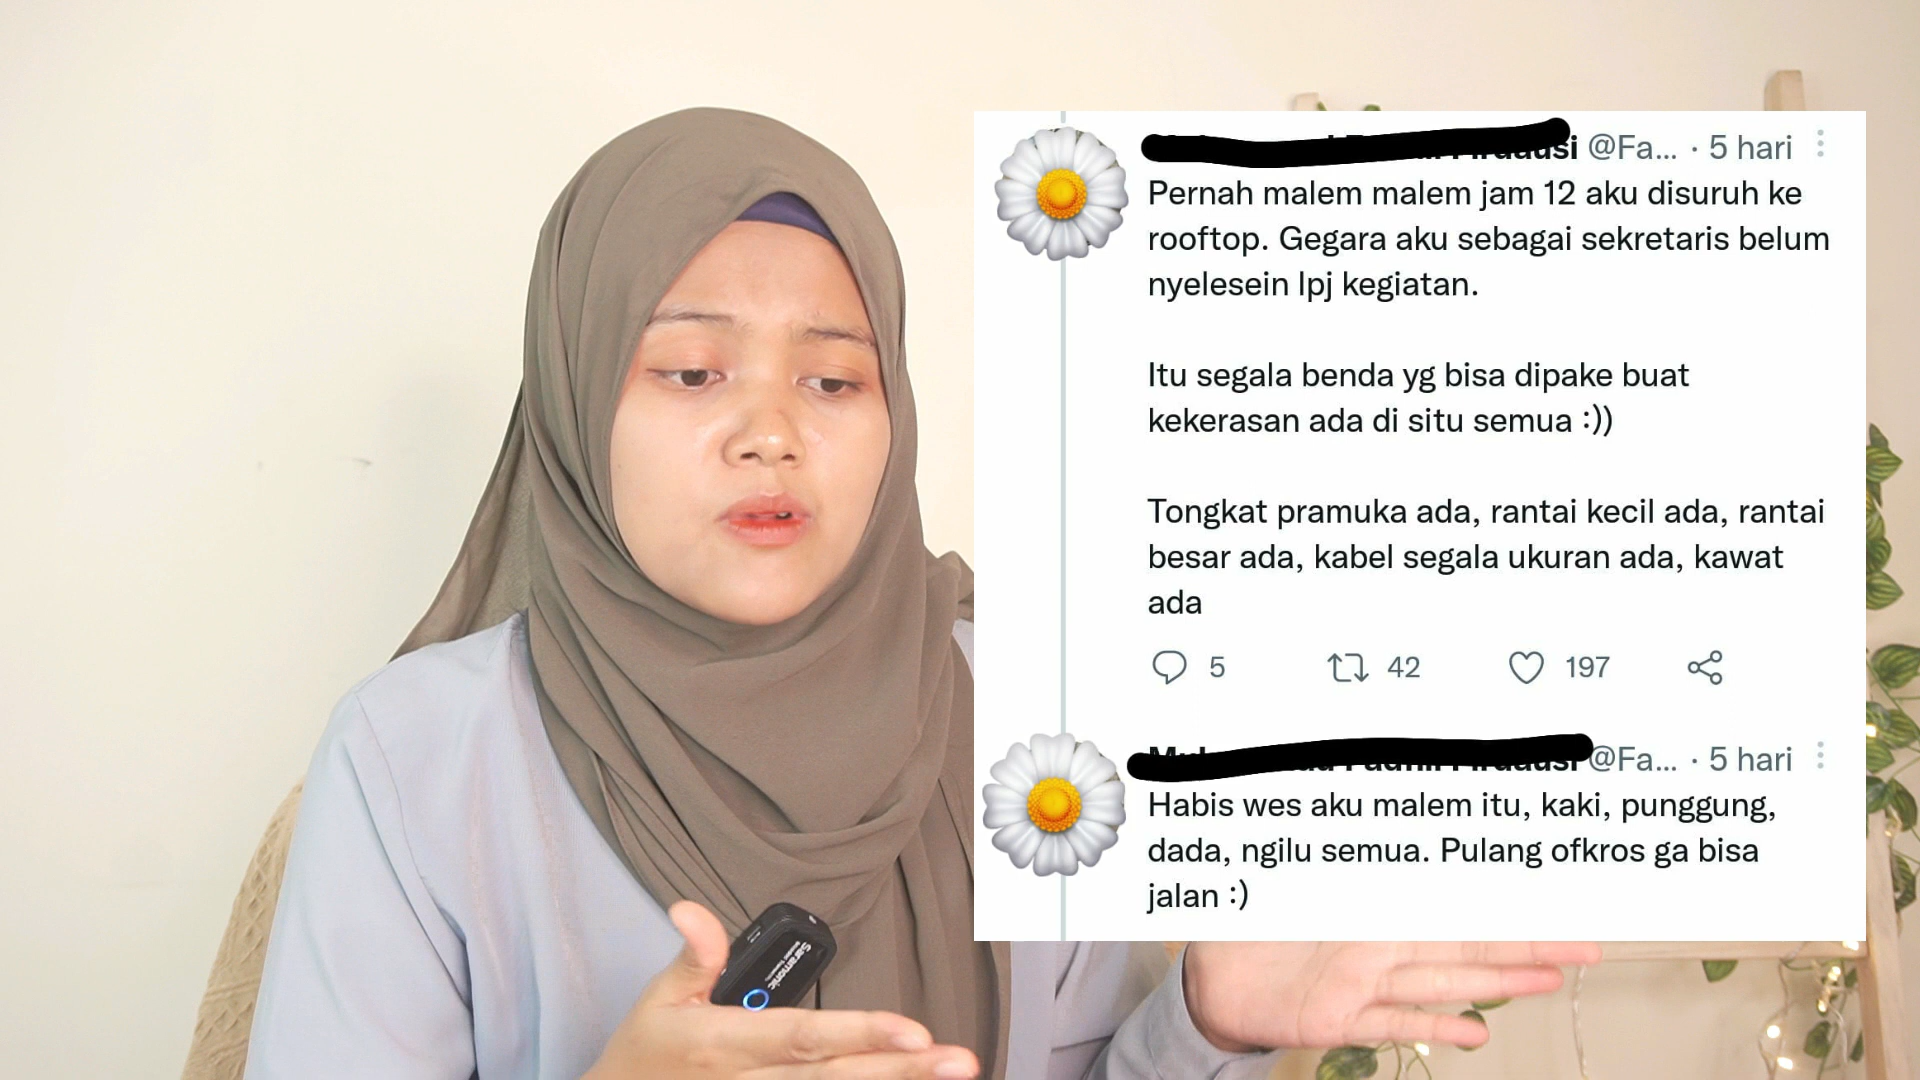 @Fa... · 5 hari
Pernah malem malem jam 12 aku disuruh ke
rooftop. Gegara aku sebagai sekretaris belum
nyelesein lpj kegiatan.
Itu segala benda yg bisa dipake buat
kekerasan ada di situ semua :))
Tongkat pramuka ada, rantai kecil ada, rantai
besar ada, kabel segala ukuran ada, kawat
ada
5 42 197
@Fa... · 5 hari
Habis wes aku malem itu, kaki, punggung,
dada, ngilu semua. Pulang ofkros ga bisa
jalan :)
Saramonic